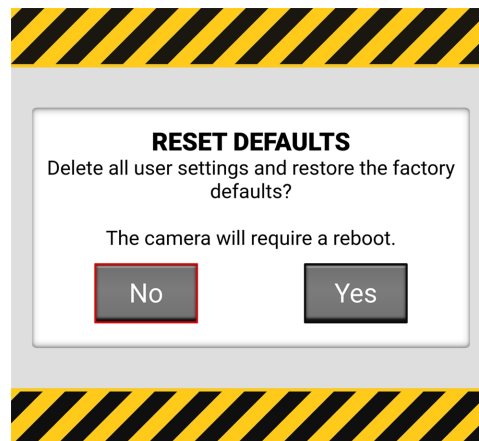 RESET DEFAULTS
Delete all user settings and restore the factory
defaults?
The camera will require a reboot.
No
Yes